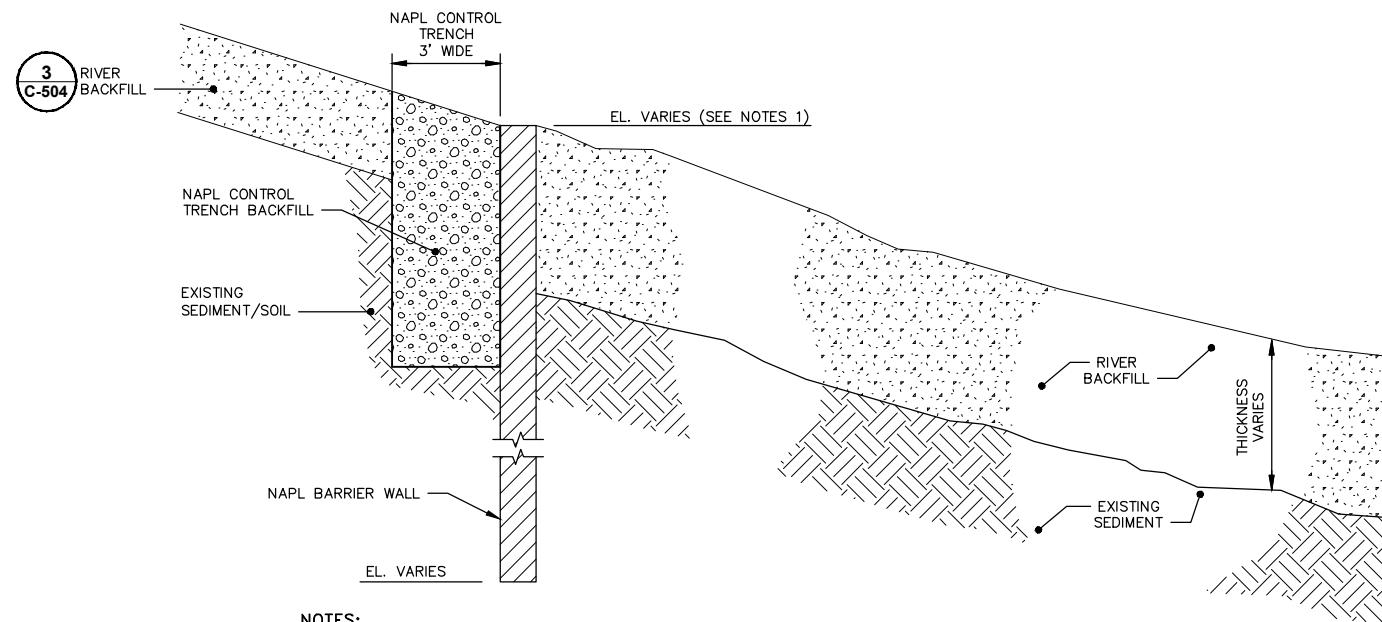 NAPL CONTROL
TRENCH
3' WIDE
3
C-504
RIVER
BACKFILL
EL. VARIES (SEE NOTES 1)
NAPL CONTROL
TRENCH BACKFILL
EXISTING
SEDIMENT/SOIL
RIVER
BACKFILL
THICKNESS
VARIES
NAPL BARRIER WALL
EXISTING
SEDIMENT
EL. VARIES
NOTES: